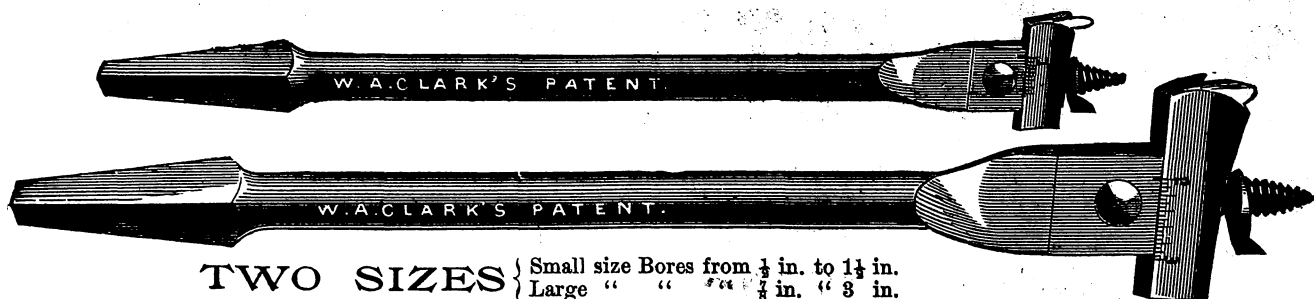 W.A.CLARK'S PATENT.
W.A.CLARK'S PATENT.
TWO SIZES { Small size Bores from ½ in. to 1½ in.
Large " " " ⅞ in. " 3 in.